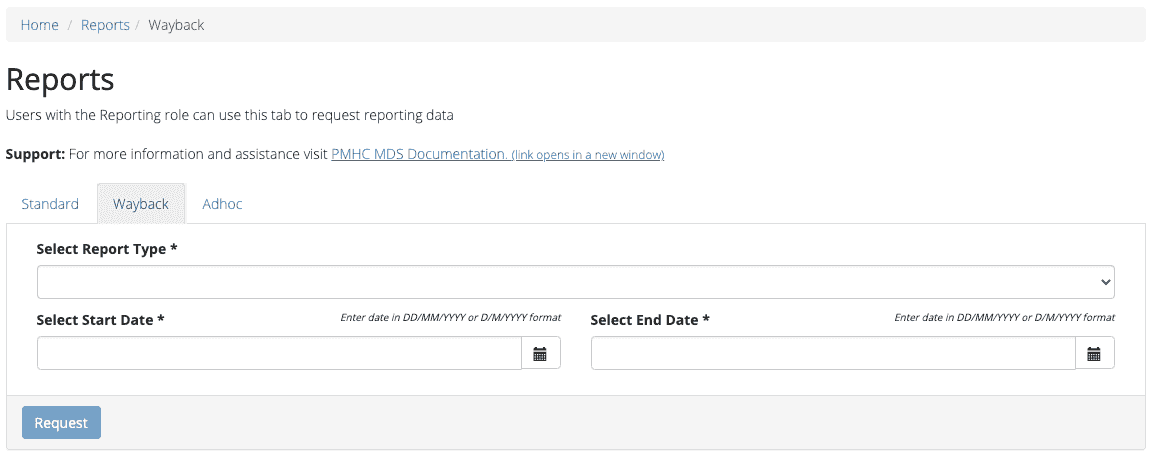 Home / Reports / Wayback
Reports
Users with the Reporting role can use this tab to request reporting data
Support: For more information and assistance visit PMHC MDS Documentation. (link opens in a new window)
Standard Wayback Adhoc
Select Report Type *
Select Start Date * Enter date in DD/MM/YYYY or D/M/YYYY format Select End Date * Enter date in DD/MM/YYYY or D/M/YYYY format
Request